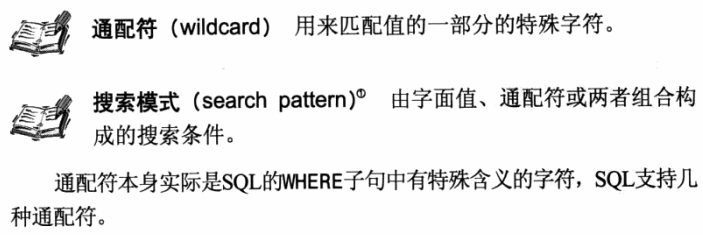 通配符（wildcard） 用来匹配值的一部分的特殊字符。
搜索模式（search pattern）① 由字面值、通配符或两者组合构
成的搜索条件。
通配符本身实际是SQL的WHERE子句中有特殊含义的字符，SQL支持几
种通配符。